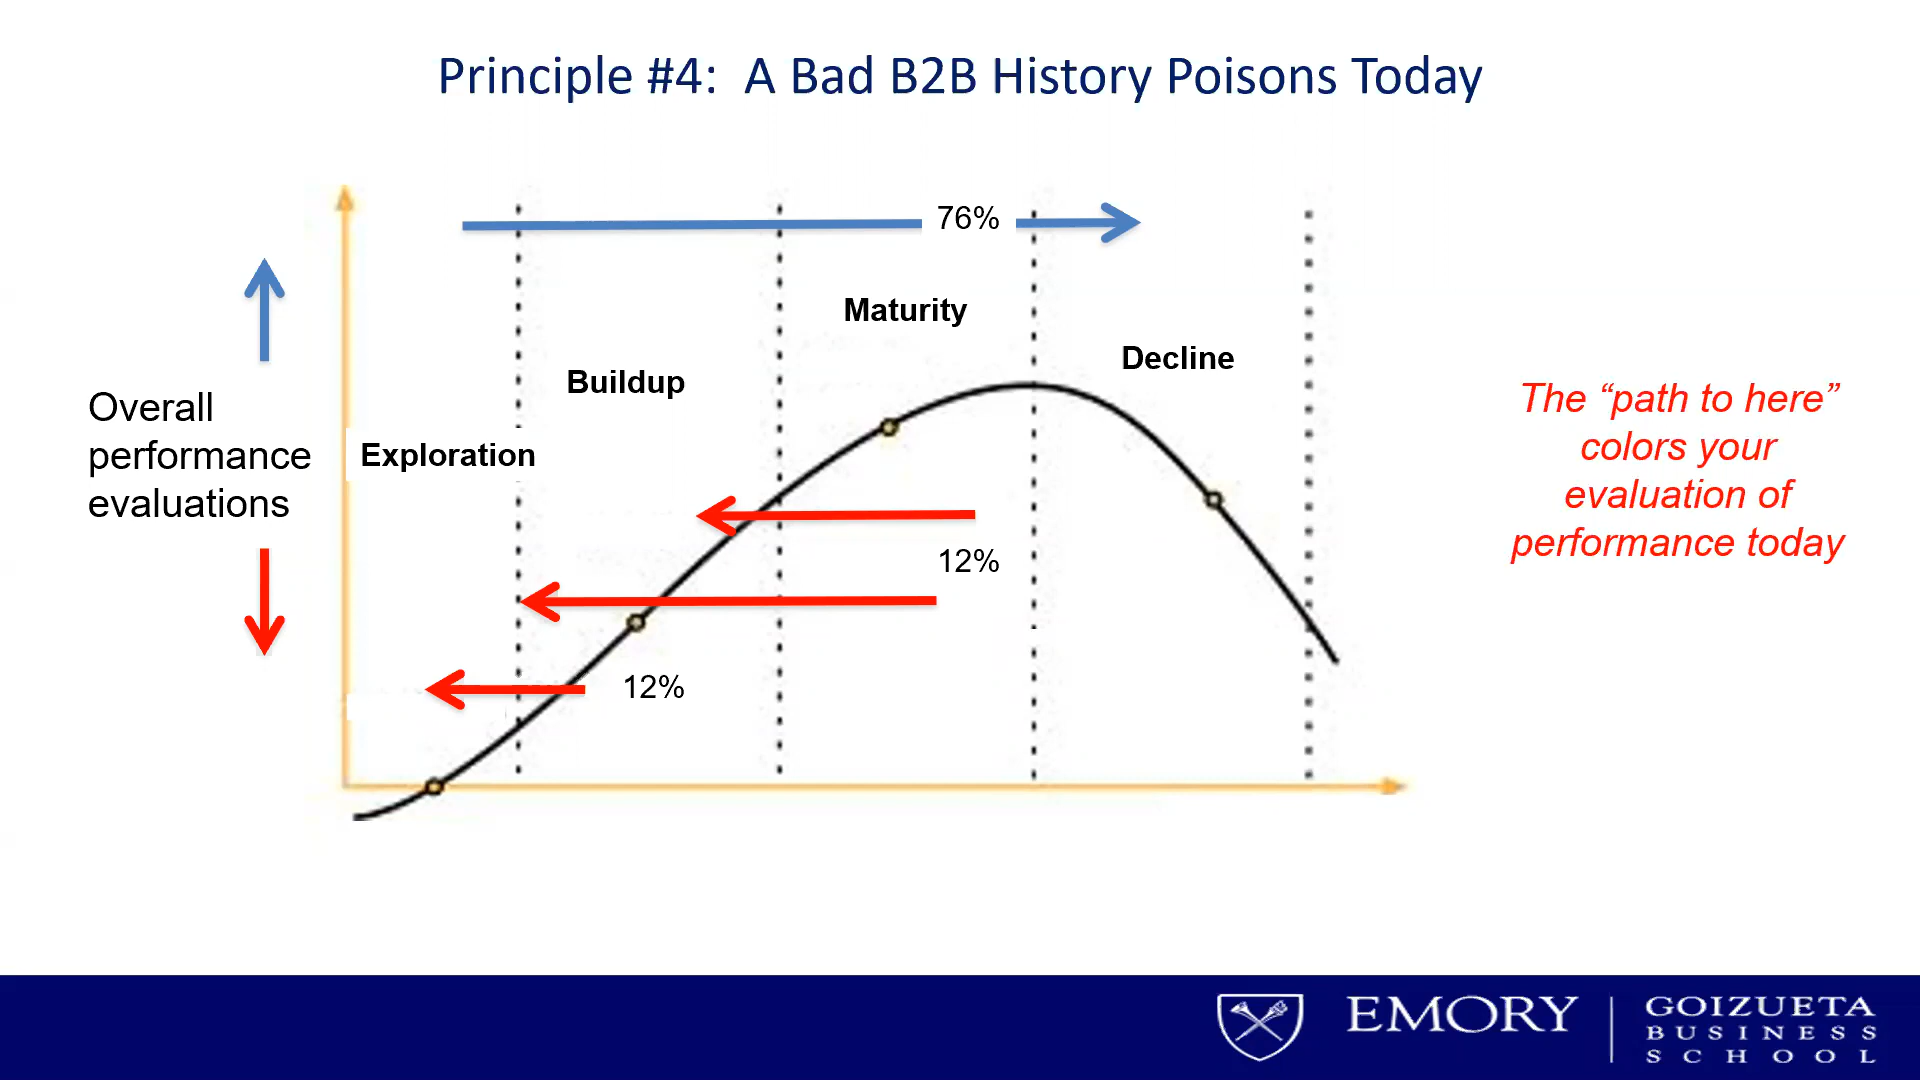 Principle #4:  A Bad B2B History Poisons Today
76%
Maturity
Decline
Buildup
Exploration
Overall
performance
evaluations
The “path to here”
colors your
evaluation of
performance today
12%
12%
EMORY
GOIZUETA
BUSINESS
SCHOOL